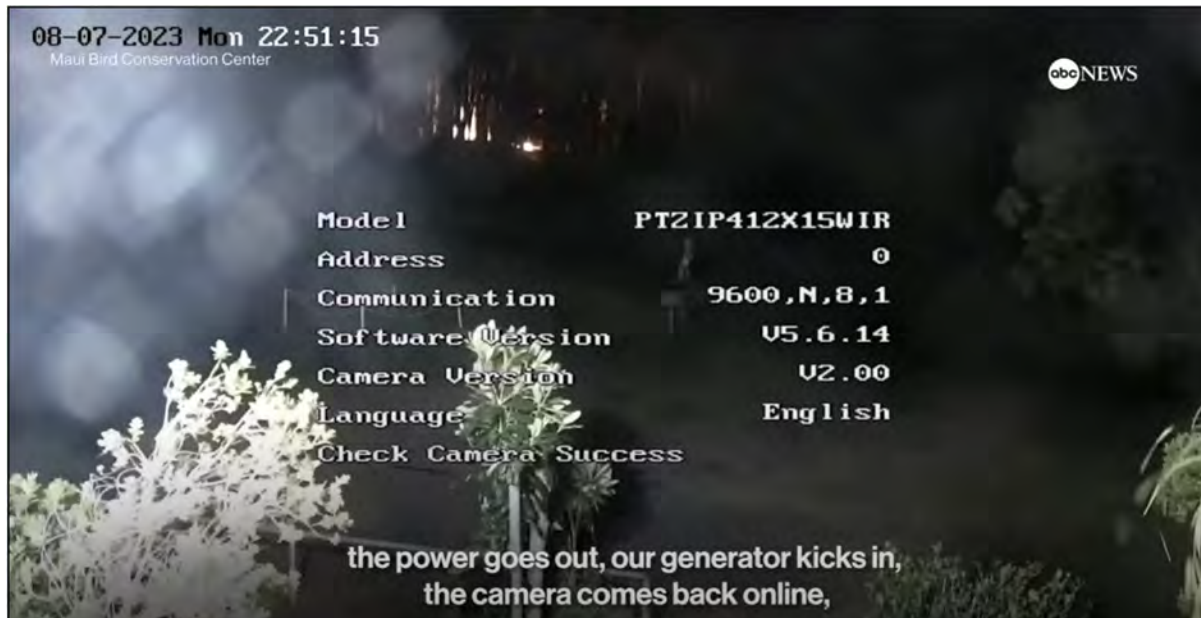 08-07-2023 Mon 22:51:15
Maui Bird Conservation Center
abc NEWS
Model PTZIP412X15WIR
Address 0
Communication 9600,N,8,1
Software Version V5.6.14
Camera Version V2.00
Language English
Check Camera Success
the power goes out, our generator kicks in,
the camera comes back online,